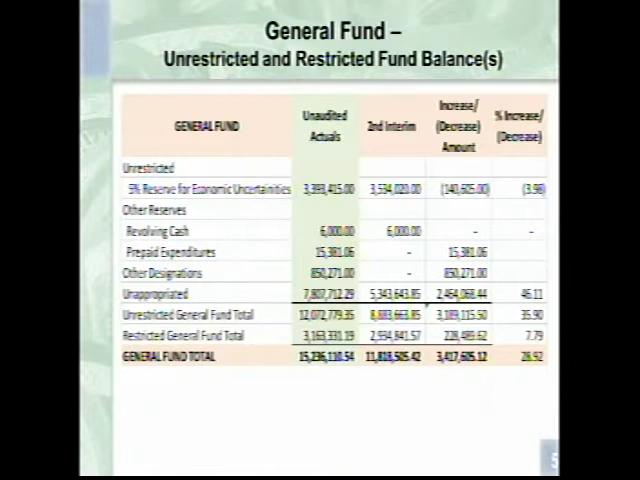 General Fund –
Unrestricted and Restricted Fund Balance(s)
GENERAL FUND Unaudited Actuals 2nd Interim Increase/ (Decrease) Amount % Increase/ (Decrease)
Unrestricted
5% Reserve for Economic Uncertainities 3,393,415.00 3,534,020.00 (140,605.00) (3.98)
Other Reserves
Revolving Cash 6,000.00 6,000.00 - -
Prepaid Expenditures 15,381.06 - 15,381.06
Other Designations 850,271.00 - 850,271.00
Unappropriated 7,807,712.29 5,343,643.85 2,464,068.44 46.11
Unrestricted General Fund Total 12,072,779.35 8,883,663.85 3,189,115.50 35.90
Restricted General Fund Total 3,163,331.19 2,934,841.57 228,489.62 7.79
GENERAL FUND TOTAL 15,236,110.54 11,818,505.42 3,417,605.12 28.92
5